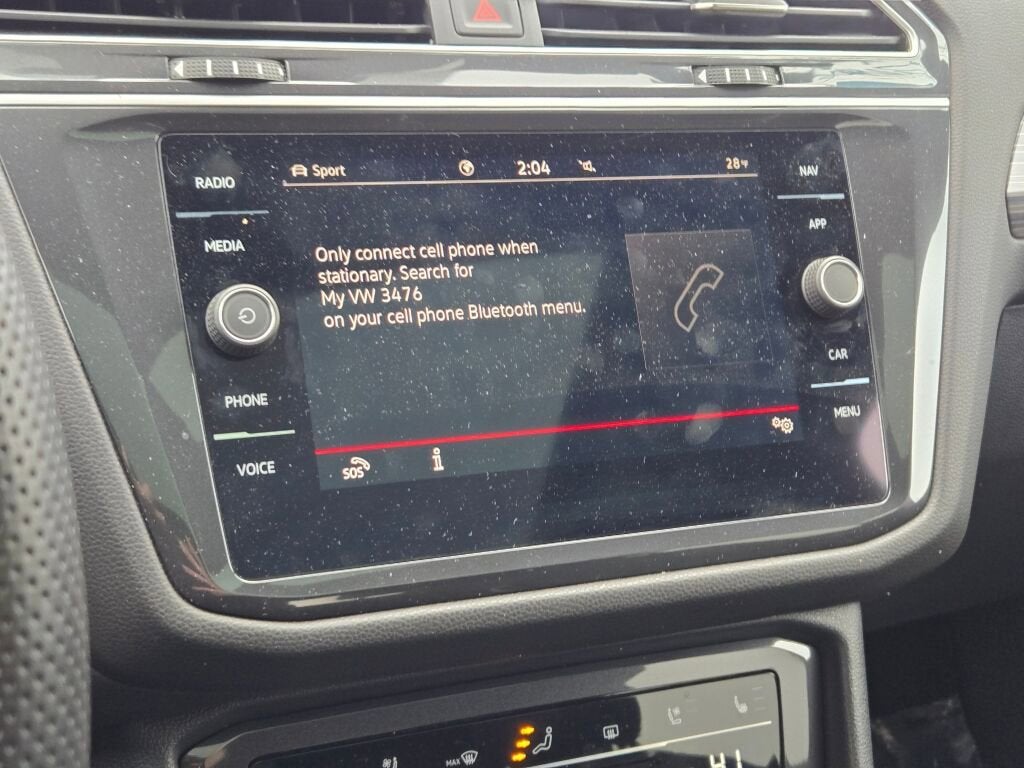 Sport 2:04 28°F
RADIO
NAV
MEDIA
APP
Only connect cell phone when
stationary. Search for
My VW 3476
on your cell phone Bluetooth menu.
PHONE
CAR
VOICE
MENU
SOS
i
MAX